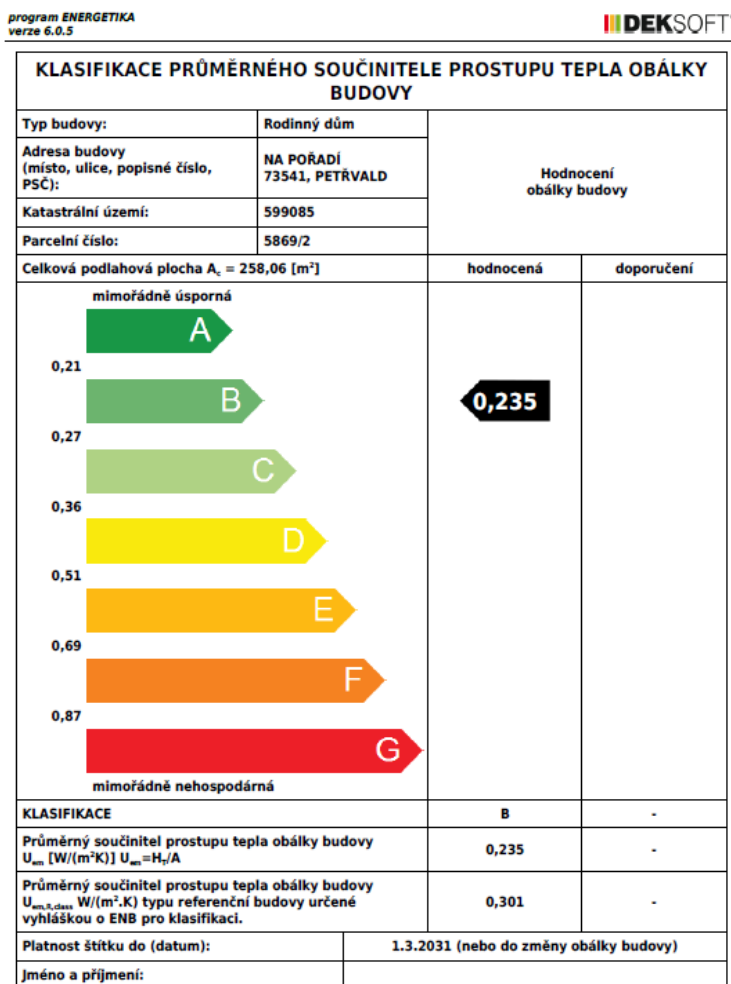 program ENERGETIKA
verze 6.0.5
DEKSOFT
KLASIFIKACE PRŮMĚRNÉHO SOUČINITELE PROSTUPU TEPLA OBÁLKY
BUDOVY
Typ budovy:
Rodinný dům
Adresa budovy
(místo, ulice, popisné číslo,
PSČ):
NA POŘADÍ
73541, PETŘVALD
Katastrální území:
599085
Parcelní číslo:
5869/2
Hodnocení
obálky budovy
Celková podlahová plocha Ac = 258,06 [m²]
hodnocená
doporučení
mimořádně úsporná
A
0,21
B
0,235
0,27
C
0,36
D
0,51
E
0,69
F
0,87
G
mimořádně nehospodárná
KLASIFIKACE
B
-
Průměrný součinitel prostupu tepla obálky budovy
Uem [W/(m²K)] Uem=HT/A
0,235
-
Průměrný součinitel prostupu tepla obálky budovy
Uem,R,class W/(m².K) typu referenční budovy určené
vyhláškou o ENB pro klasifikaci.
0,301
-
Platnost štítku do (datum):
1.3.2031 (nebo do změny obálky budovy)
Jméno a příjmení: